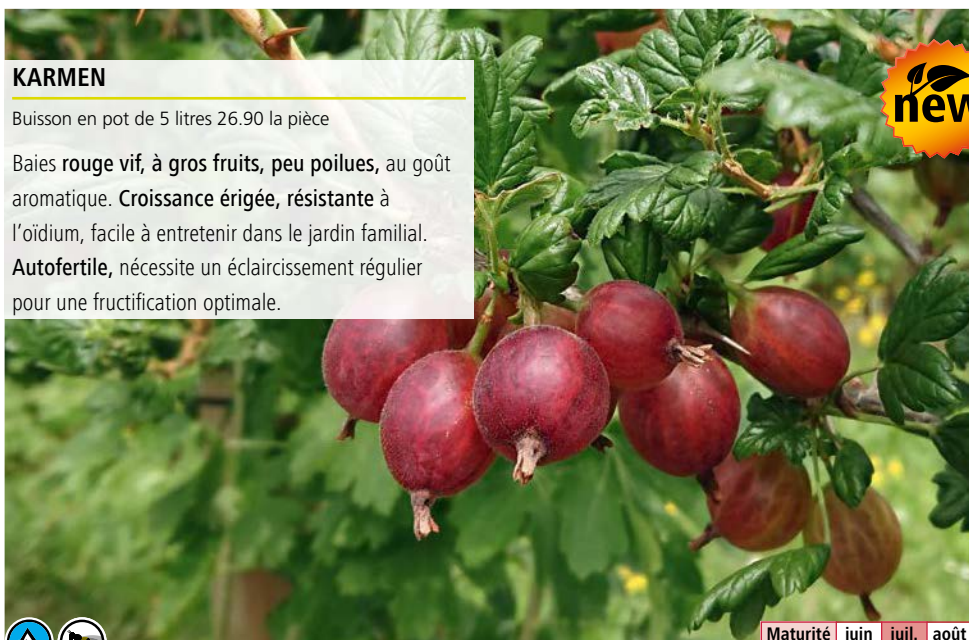 KARMEN
Buisson en pot de 5 litres 26.90 la pièce
Baies rouge vif, à gros fruits, peu poilues, au goût
aromatique. Croissance érigée, résistante à
l'oïdium, facile à entretenir dans le jardin familial.
Autofertile, nécessite un éclaircissement régulier
pour une fructification optimale.
new
Maturité juin juil. août